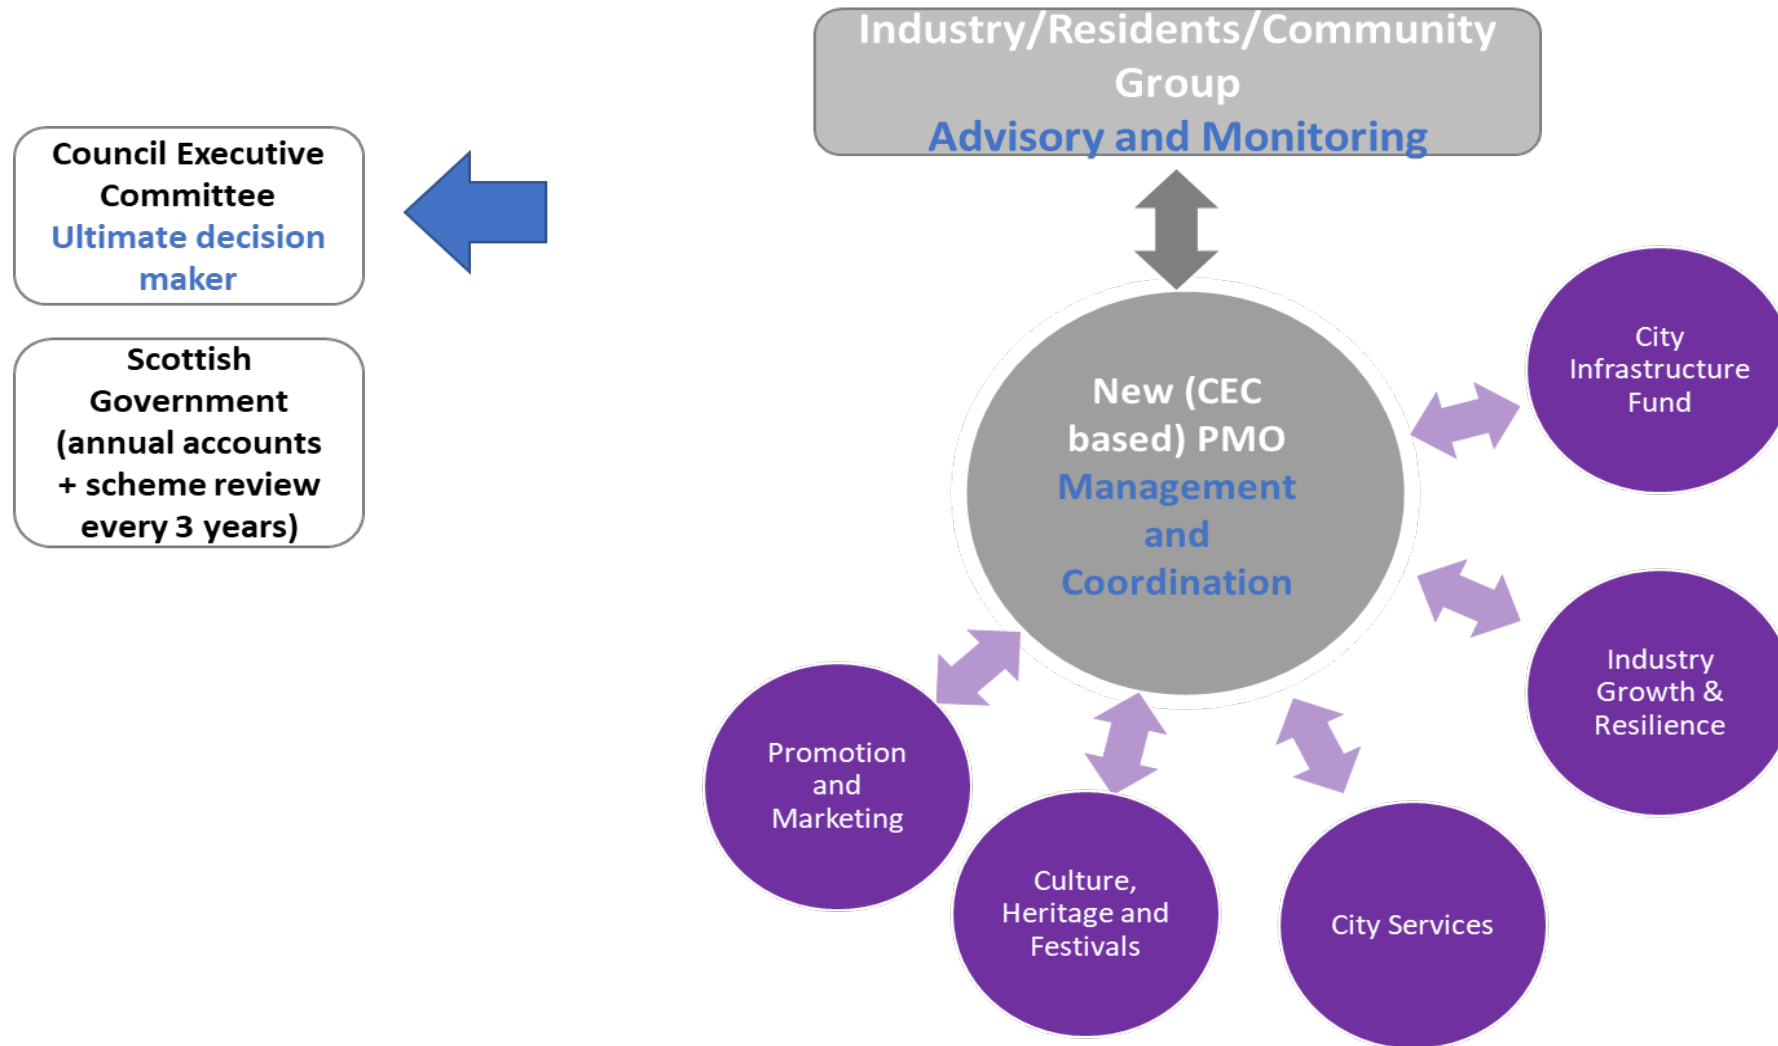 Industry/Residents/Community
Group
Advisory and Monitoring
Council Executive
Committee
Ultimate decision
maker
Scottish
Government
(annual accounts
+ scheme review
every 3 years)
New (CEC
based) PMO
Management
and
Coordination
City
Infrastructure
Fund
Industry
Growth &
Resilience
City Services
Culture,
Heritage and
Festivals
Promotion
and
Marketing